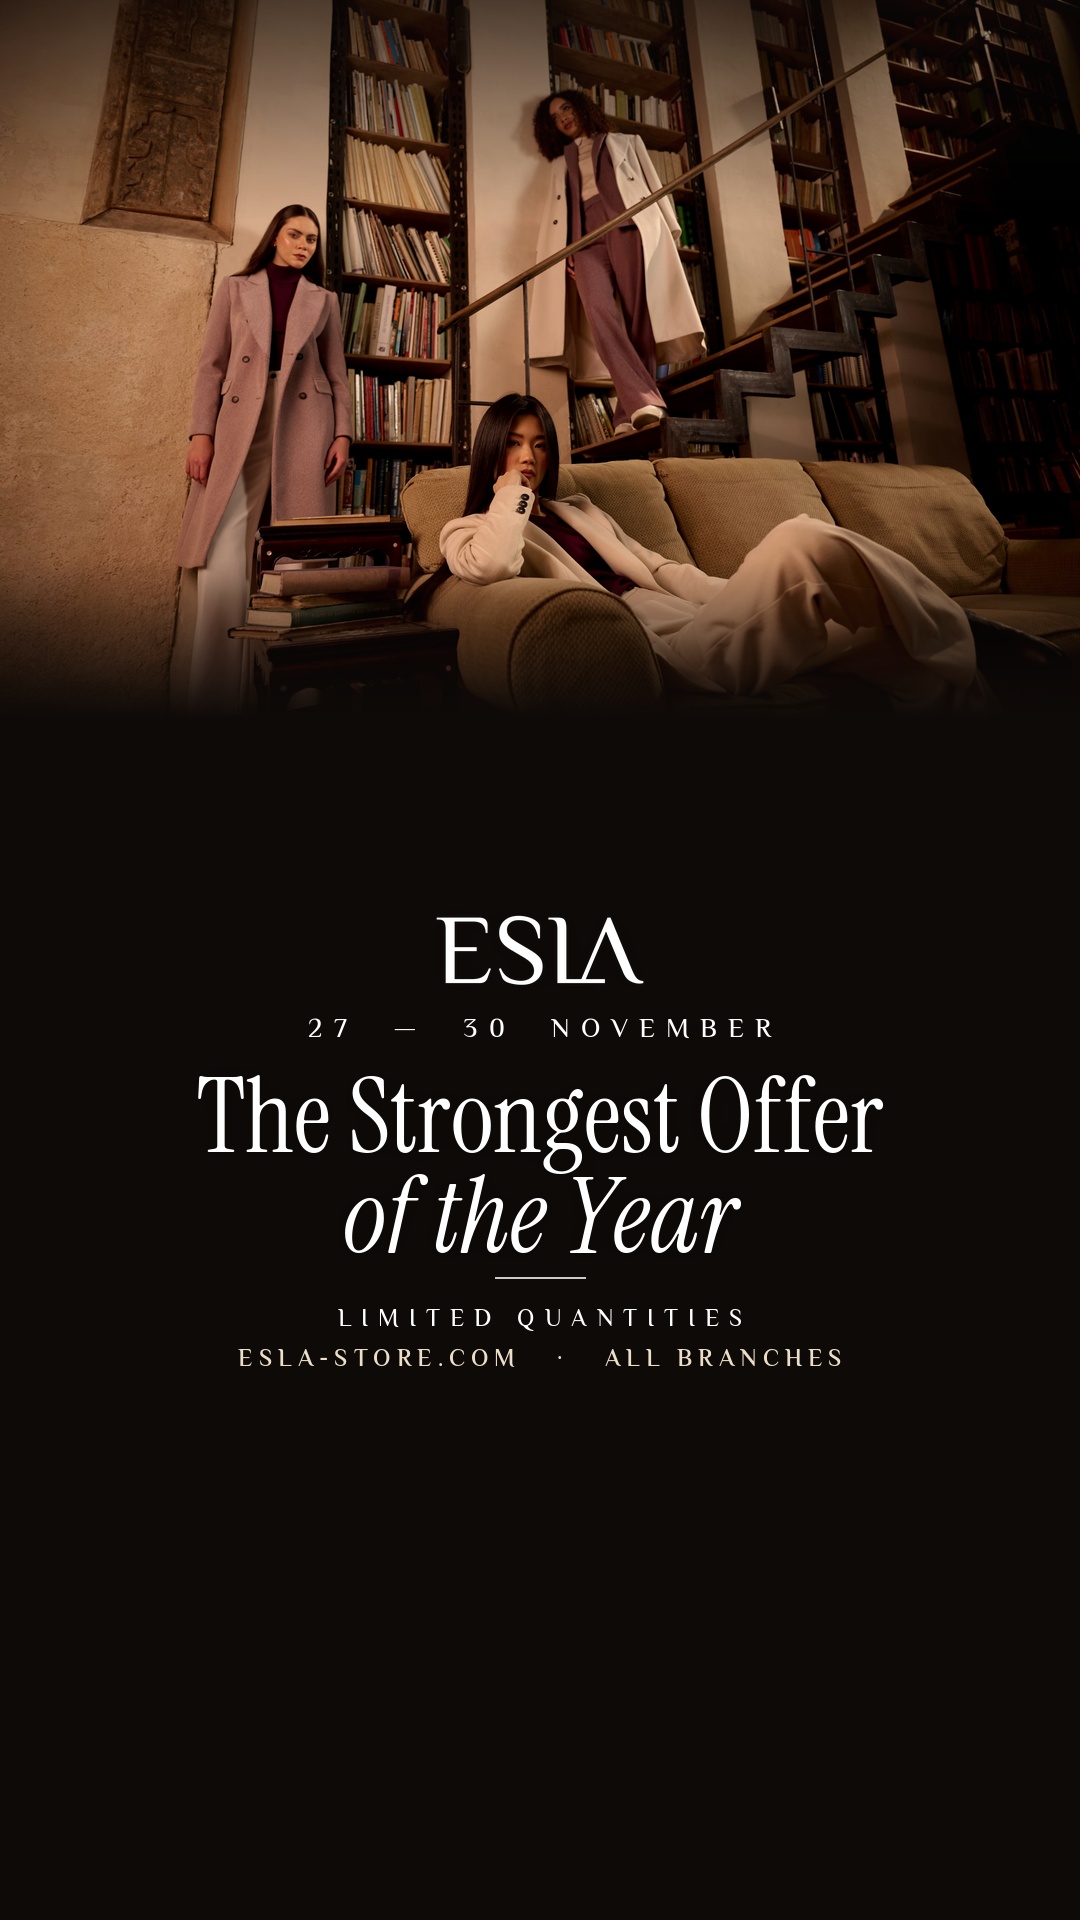 ESLA
27 — 30 NOVEMBER
The Strongest Offer
of the Year
LIMITED QUANTITIES
ESLA-STORE.COM · ALL BRANCHES